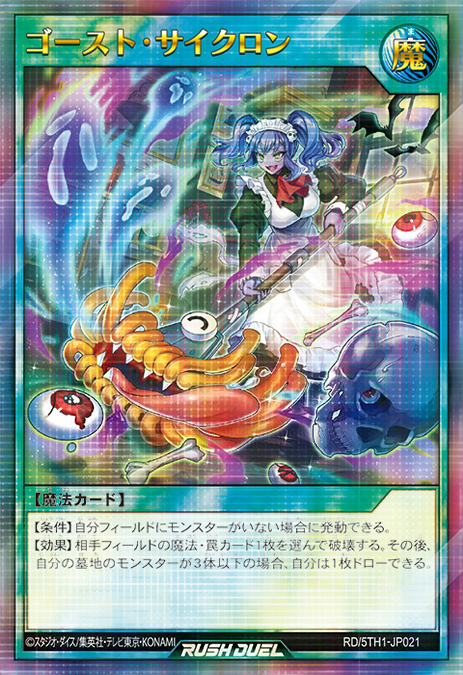 ゴースト・サイクロン
魔
【魔法カード】
【条件】自分フィールドにモンスターがいない場合に発動できる。
【効果】相手フィールドの魔法・罠カード1枚を選んで破壊する。その後、
自分の墓地のモンスターが3体以下の場合、自分は1枚ドローできる。
©スタジオ・ダイス/集英社・テレビ東京・KONAMI
RUSH DUEL
RD/5TH1-JP021